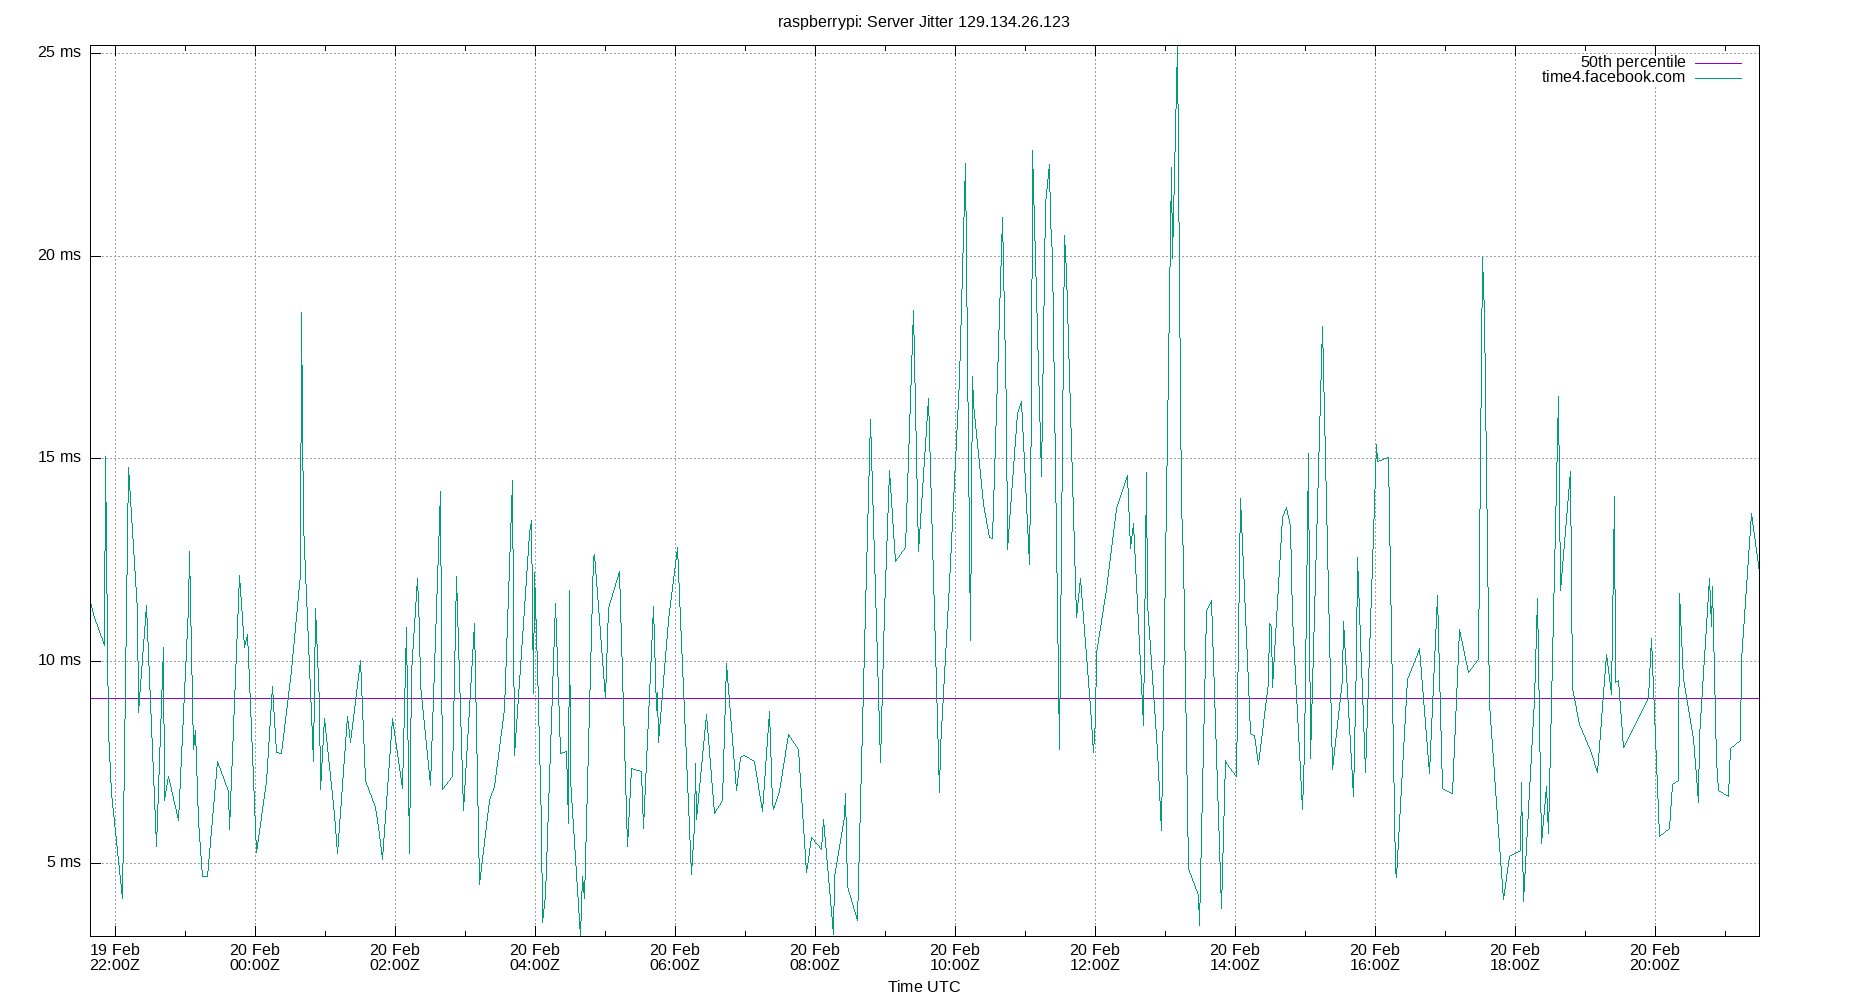 raspberrypi: Server Jitter 129.134.26.123
25 ms
50th percentile
time4.facebook.com
20 ms
15 ms
10 ms
5 ms
19 Feb 20 Feb 20 Feb 20 Feb 20 Feb 20 Feb 20 Feb 20 Feb 20 Feb 20 Feb 20 Feb 20 Feb
22:00Z 00:00Z 02:00Z 04:00Z 06:00Z 08:00Z 10:00Z 12:00Z 14:00Z 16:00Z 18:00Z 20:00Z
Time UTC